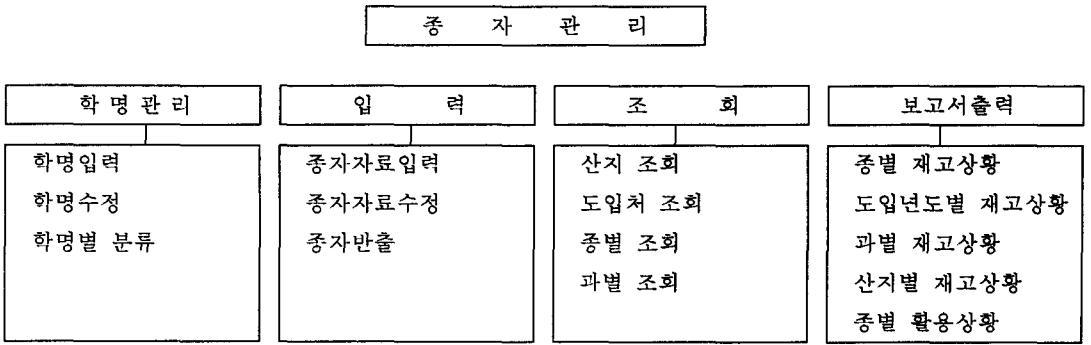 종 자 관 리
학명관리
학명입력
학명수정
학명별 분류
입 력
종자자료입력
종자자료수정
종자반출
조 회
산지 조회
도입처 조회
종별 조회
과별 조회
보고서출력
종별 재고상황
도입년도별 재고상황
과별 재고상황
산지별 재고상황
종별 활용상황